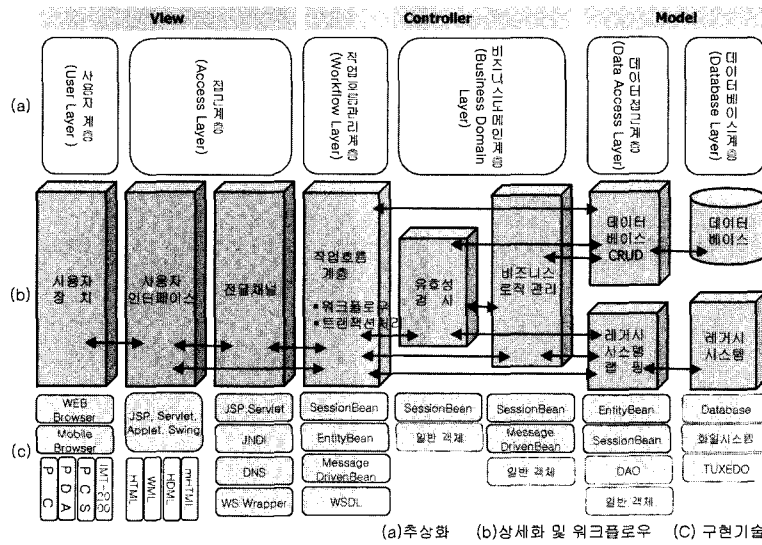 View
Controller
Model
(a)
사용자 계층
(User Layer)
접근계층
(Access Layer)
작업흐름관리계층
(Workflow Layer)
비즈니스도메인계층
(Business Domain
Layer)
데이터접근계층
(Data Access Layer)
데이터베이스계층
(Database Layer)
(b)
사용자
장치
사용자
인터페이스
전달채널
작업흐름
계층
•워크플로우
•트랜잭션처리
유효성
검사
비즈니스
로직 관리
데이터
베이스
CRUD
데이터
베이스
레거시
시스템
랩핑
레거시
시스템
(c)
WEB
Browser
Mobile
Browser
PC
PDA
PCS
IMT-200
JSP, Servlet,
Applet, Swing
HTML
WML
HDML
mHTML
JSP,Servlet
JNDI
DNS
WS Wrapper
SessionBean
EntityBean
Message
DrivenBean
WSDL
SessionBean
일반 객체
SessionBean
Message
DrivenBean
일반 객체
EntityBean
SessionBean
DAO
일반 객체
Database
화일시스템
TUXEDO
(a)추상화 (b)상세화 및 워크플로우 (C) 구현기술